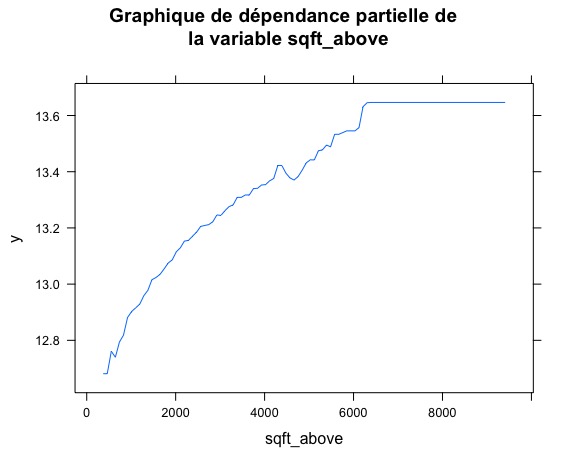 Graphique de dépendance partielle de
la variable sqft_above
13.6
13.4
13.2
13.0
12.8
y
0 2000 4000 6000 8000
sqft_above